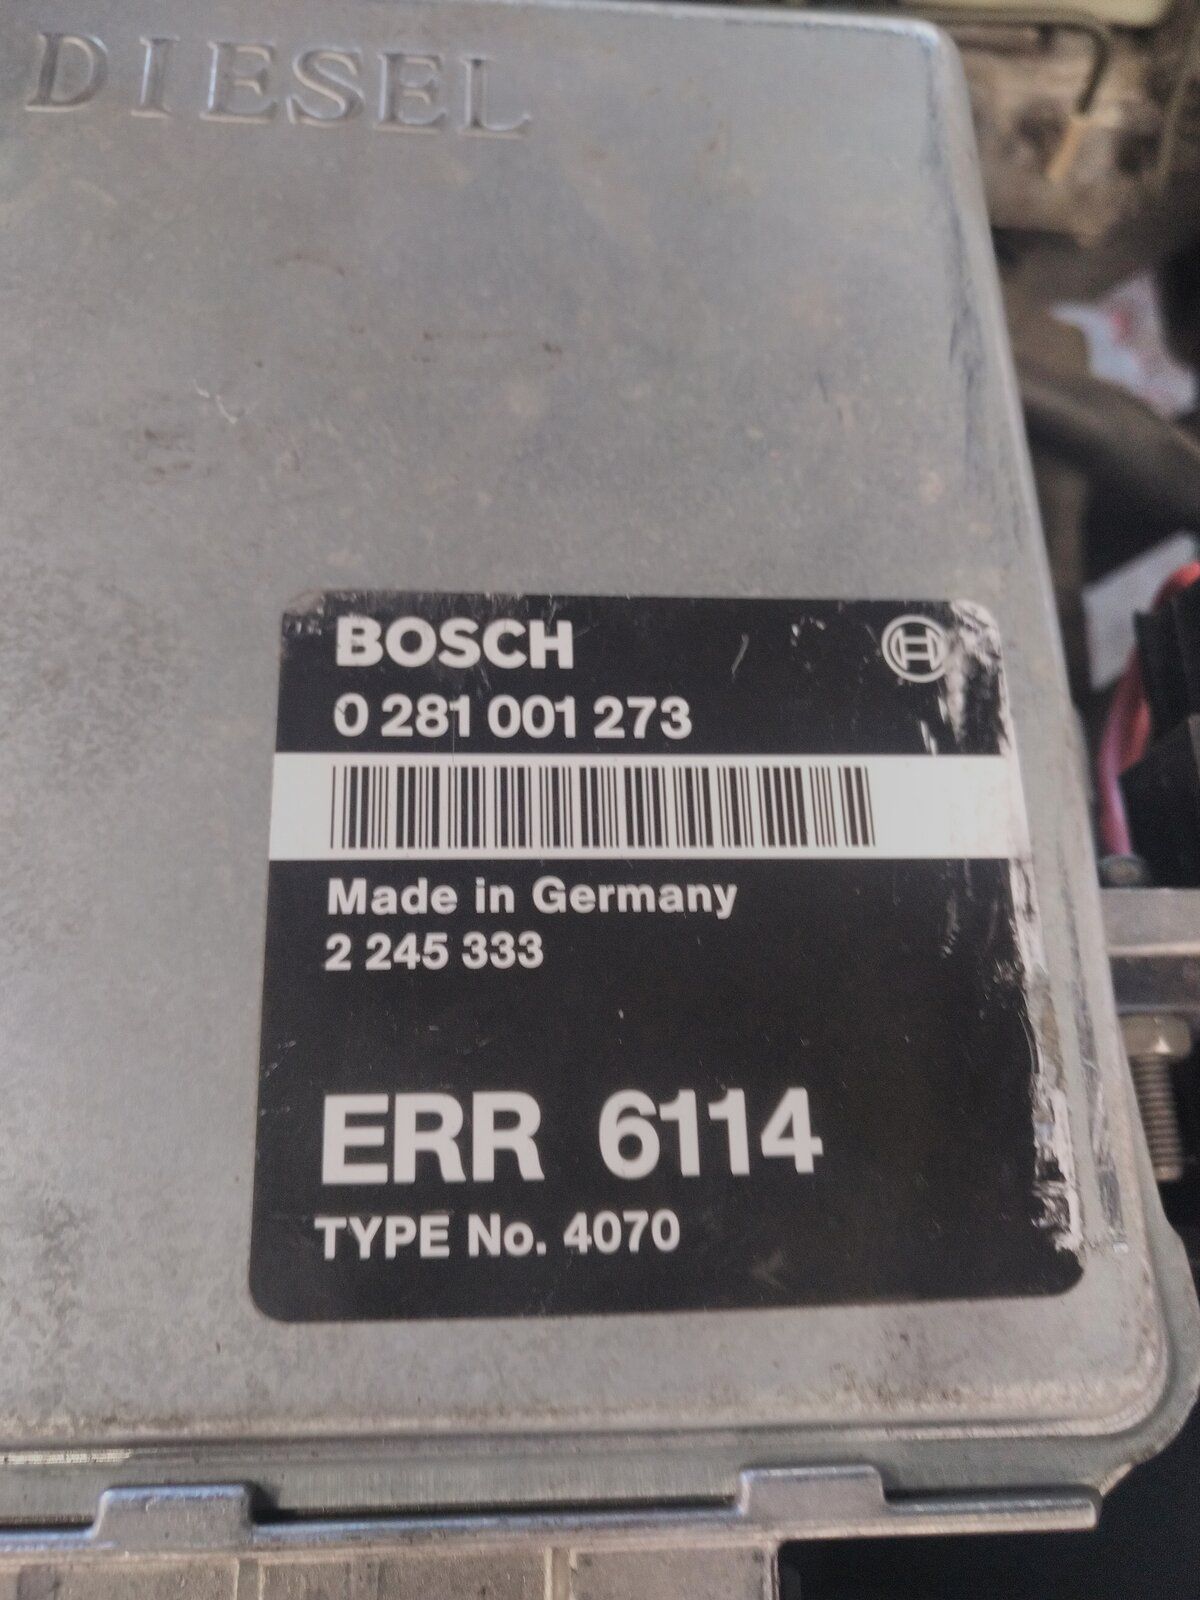 DIESEL
BOSCH
0 281 001 273
Made in Germany
2 245 333
ERR 6114
TYPE No. 4070